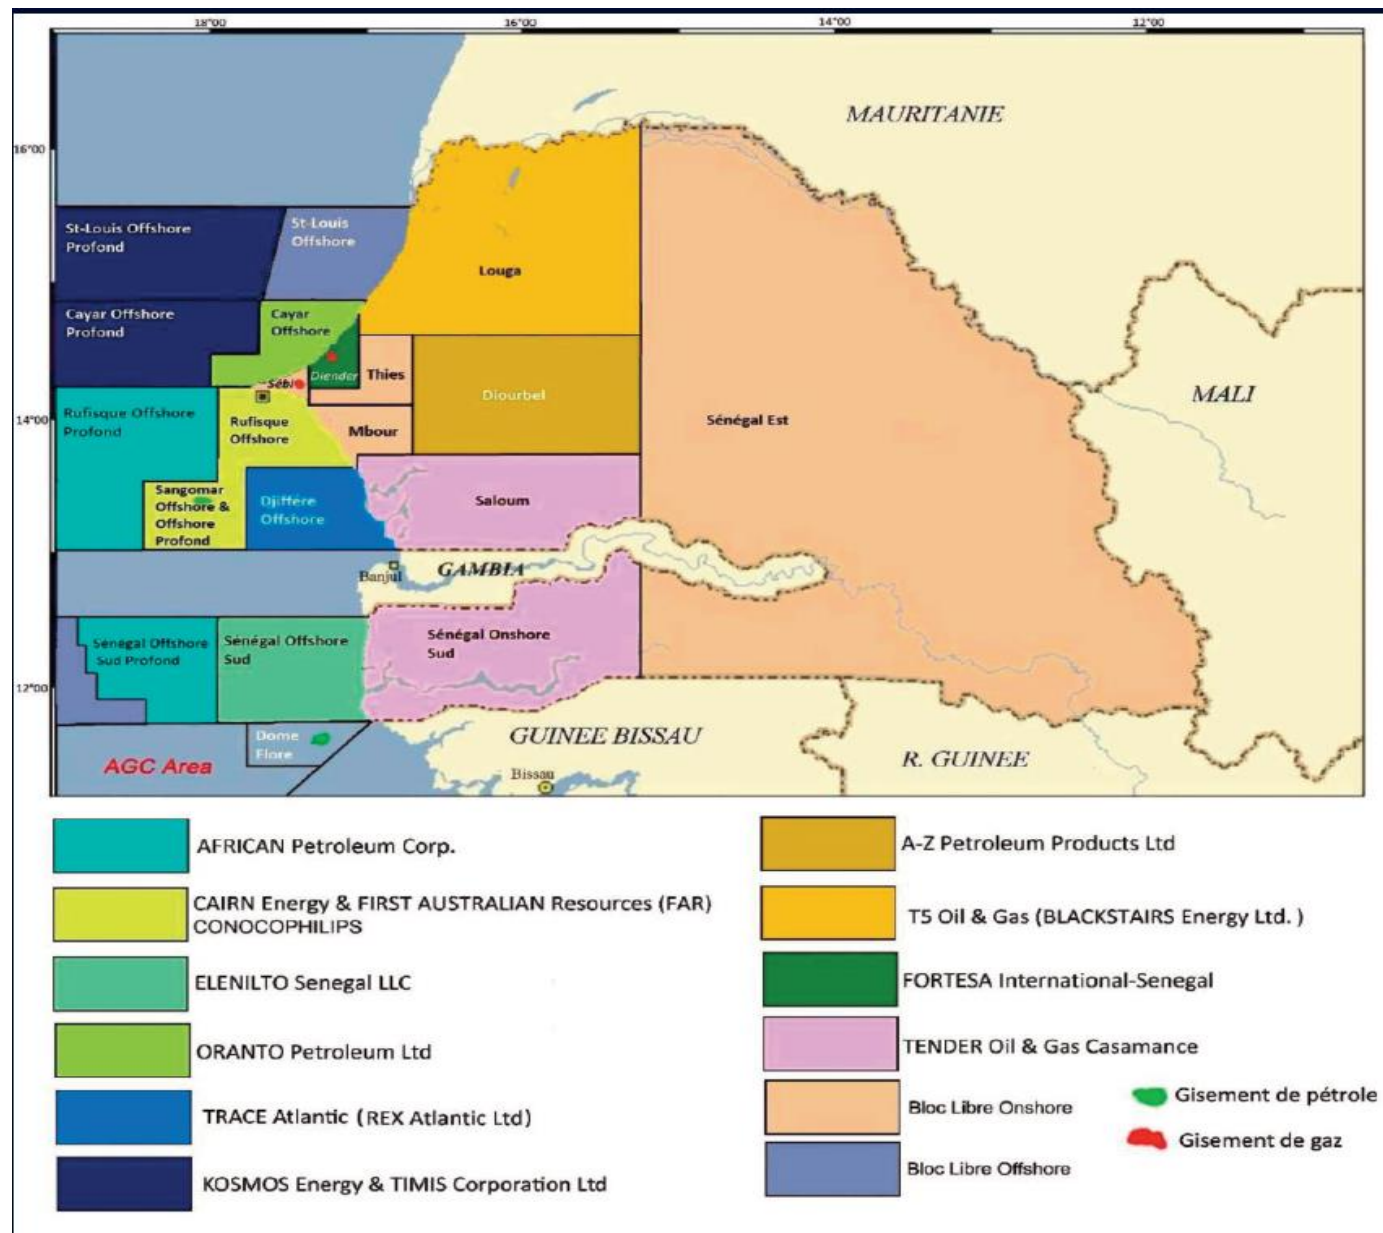 18°00
16°00
14°00
12°00
16°00
14°00
12°00
MAURITANIE
St-Louis Offshore
Profond
St-Louis
Offshore
Louga
Cayar Offshore
Profond
Cayar
Offshore
MALI
Diender
Thies
Sébi
Diourbel
Rufisque Offshore
Profond
Rufisque
Offshore
Mbour
Sénégal Est
Sangomar
Offshore &
Offshore
Profond
Djiffére
Offshore
Saloum
Banjul
GAMBIA
Senegal Offshore
Sud Profond
Sénégal Offshore
Sud
Sénégal Onshore
Sud
Dome
Flore
AGC Area
GUINEE BISSAU
R. GUINEE
Bissau
AFRICAN Petroleum Corp.
CAIRN Energy & FIRST AUSTRALIAN Resources (FAR)
CONOCOPHILIPS
ELENILTO Senegal LLC
ORANTO Petroleum Ltd
TRACE Atlantic (REX Atlantic Ltd)
KOSMOS Energy & TIMIS Corporation Ltd
A-Z Petroleum Products Ltd
T5 Oil & Gas (BLACKSTAIRS Energy Ltd. )
FORTESA International-Senegal
TENDER Oil & Gas Casamance
Bloc Libre Onshore
Bloc Libre Offshore
Gisement de pétrole
Gisement de gaz